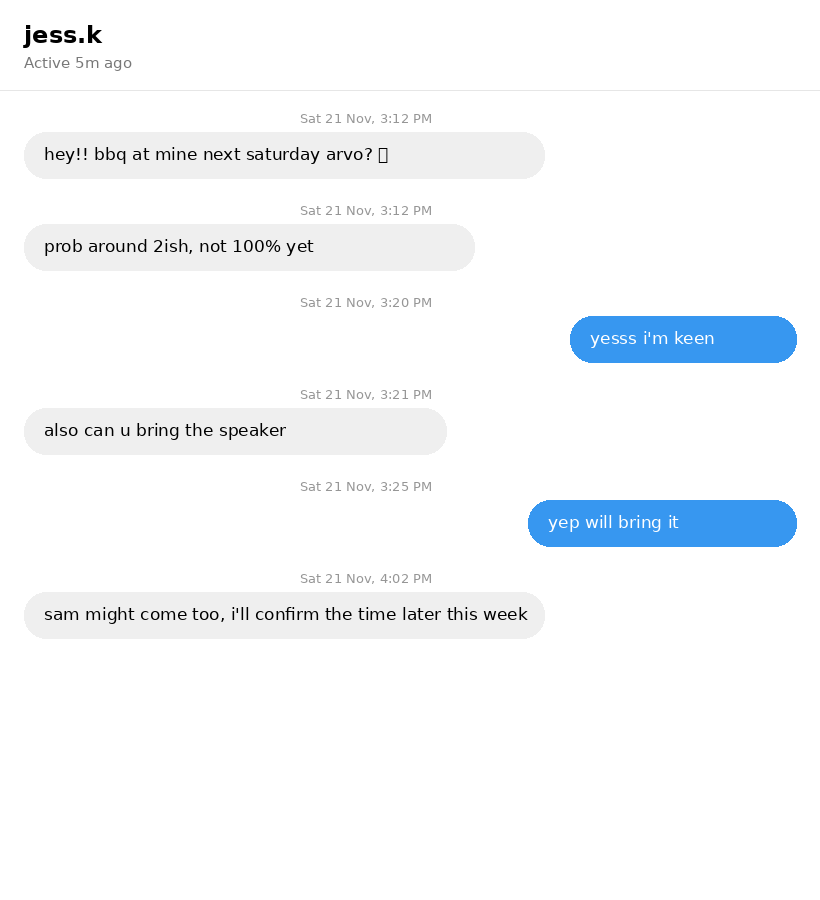 jess.k
Active 5m ago
Sat 21 Nov, 3:12 PM
hey!! bbq at mine next saturday arvo? 
Sat 21 Nov, 3:12 PM
prob around 2ish, not 100% yet
Sat 21 Nov, 3:20 PM
yesss i'm keen
Sat 21 Nov, 3:21 PM
also can u bring the speaker
Sat 21 Nov, 3:25 PM
yep will bring it
Sat 21 Nov, 4:02 PM
sam might come too, i'll confirm the time later this week